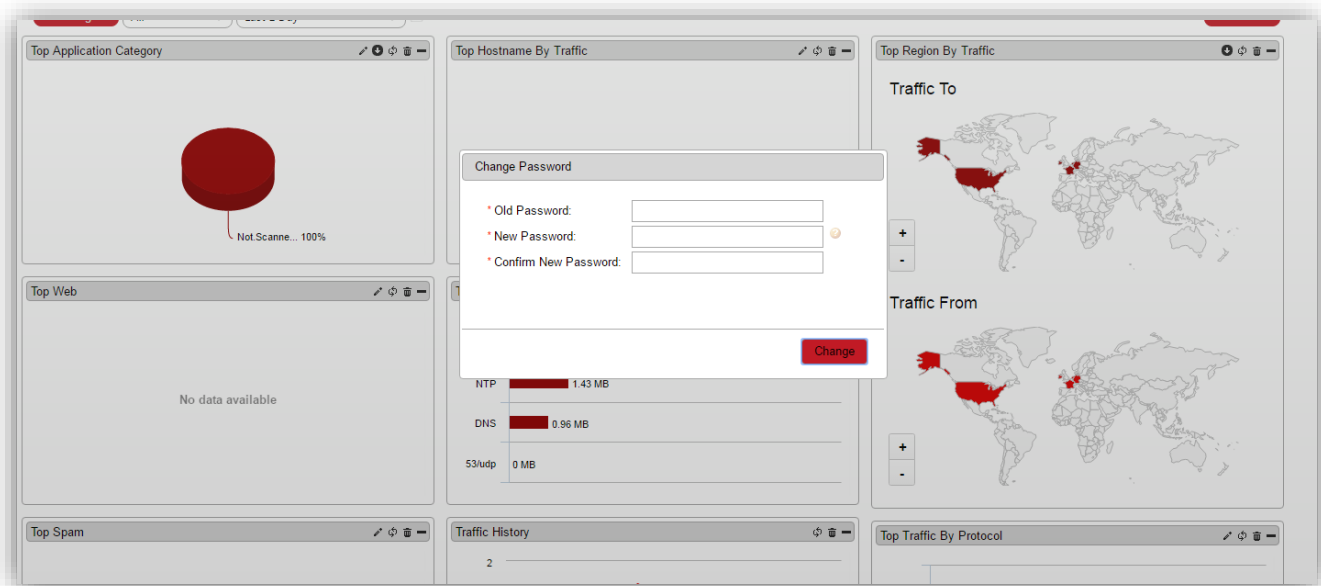 Top Application Category
Not.Scanne... 100%
Top Hostname By Traffic
Top Region By Traffic
Traffic To
+
-
Traffic From
+
-
Change Password
* Old Password:
* New Password:
* Confirm New Password:
Change
Top Web
No data available
NTP 1.43 MB
DNS 0.96 MB
53/udp 0 MB
Top Spam
Traffic History
2
Top Traffic By Protocol